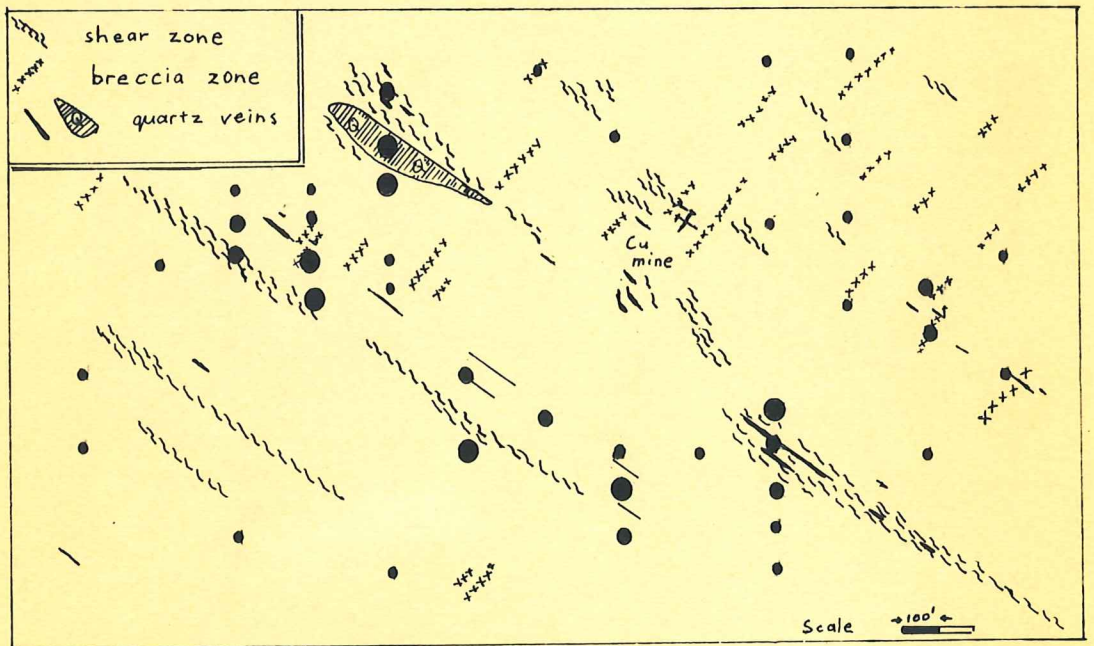 shear zone
breccia zone
quartz veins
Q
Q
Q
Cu
mine
Scale
100'